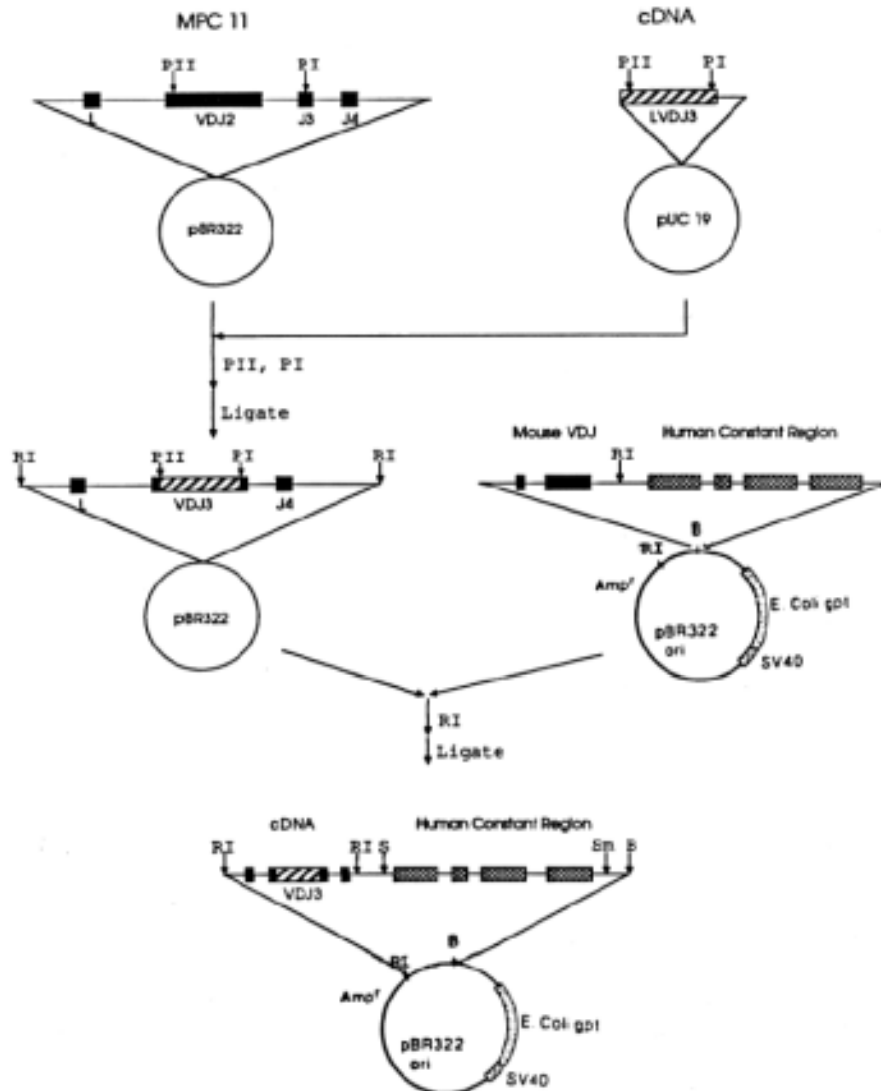 MPC 11
cDNA
PII
PI
PII
PI
L
VDJ2
J3
J4
LVDJ3
pBR322
pUC 19
PII, PI
Ligate
Mouse VDJ
Human Constant Region
RI
PII
PI
RI
RI
L
VDJ3
J4
B
RI
Ampʳ
E. Coli gpt
pBR322
pBR322
ori
SV40
RI
Ligate
cDNA
Human Constant Region
RI
RI
S
Sm
B
VDJ3
B
RI
Ampʳ
E. Coli gpt
pBR322
ori
SV40